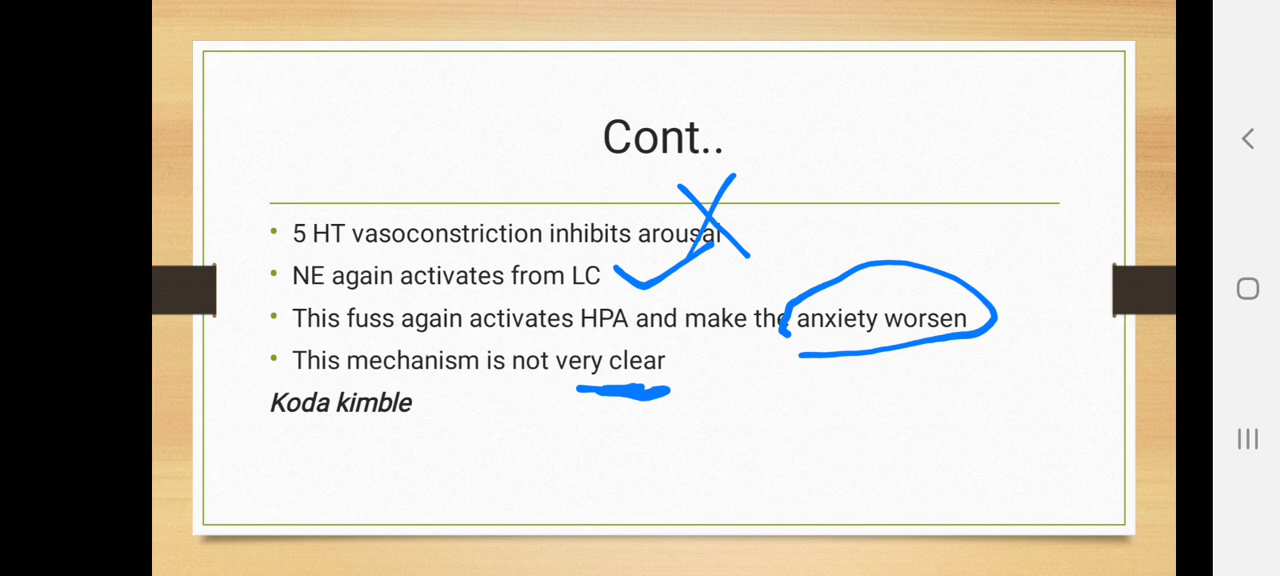 Cont..
5 HT vasoconstriction inhibits arousal
NE again activates from LC
This fuss again activates HPA and make the anxiety worsen
This mechanism is not very clear
Koda kimble